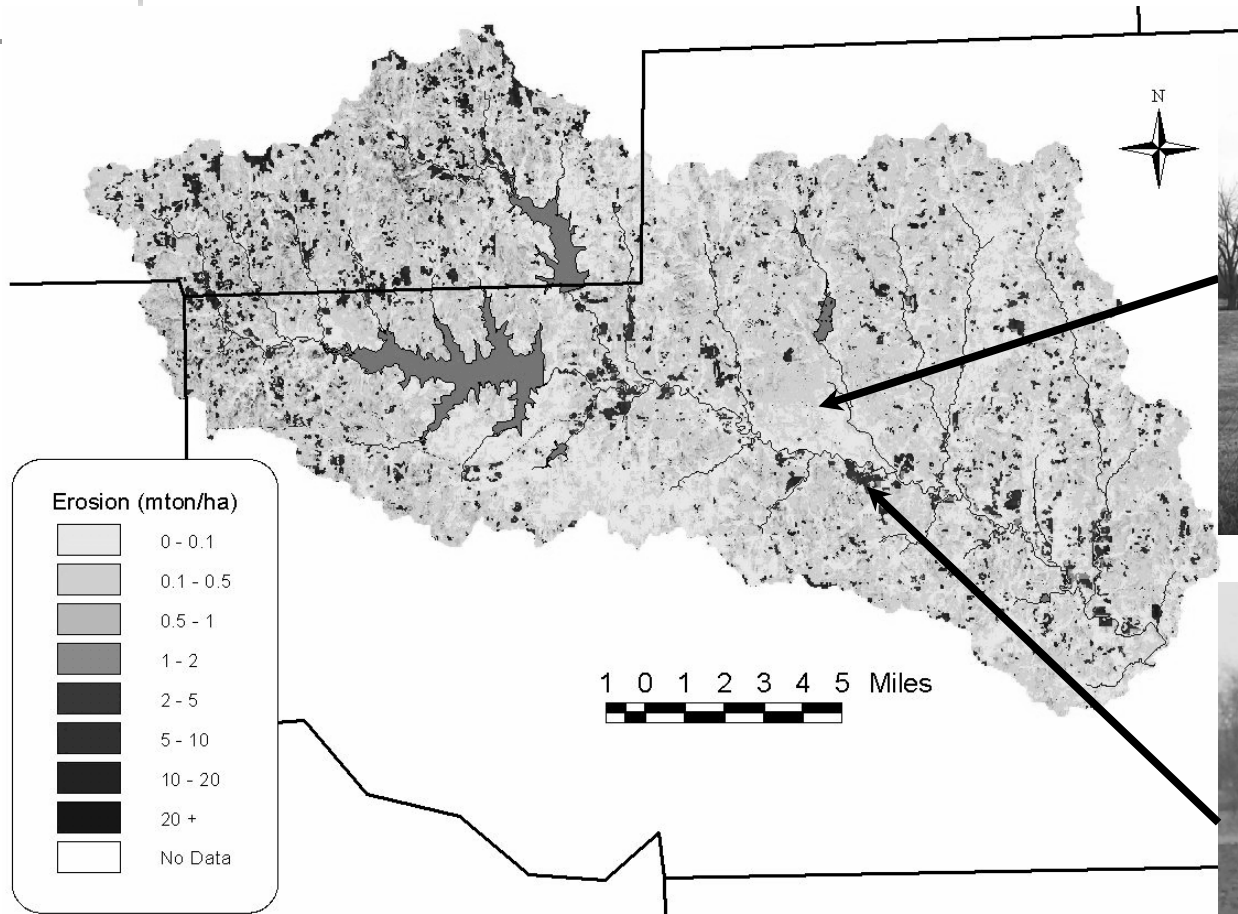 N
Erosion (mton/ha)
0 - 0.1
0.1 - 0.5
0.5 - 1
1 - 2
2 - 5
5 - 10
10 - 20
20 +
No Data
1 0 1 2 3 4 5 Miles